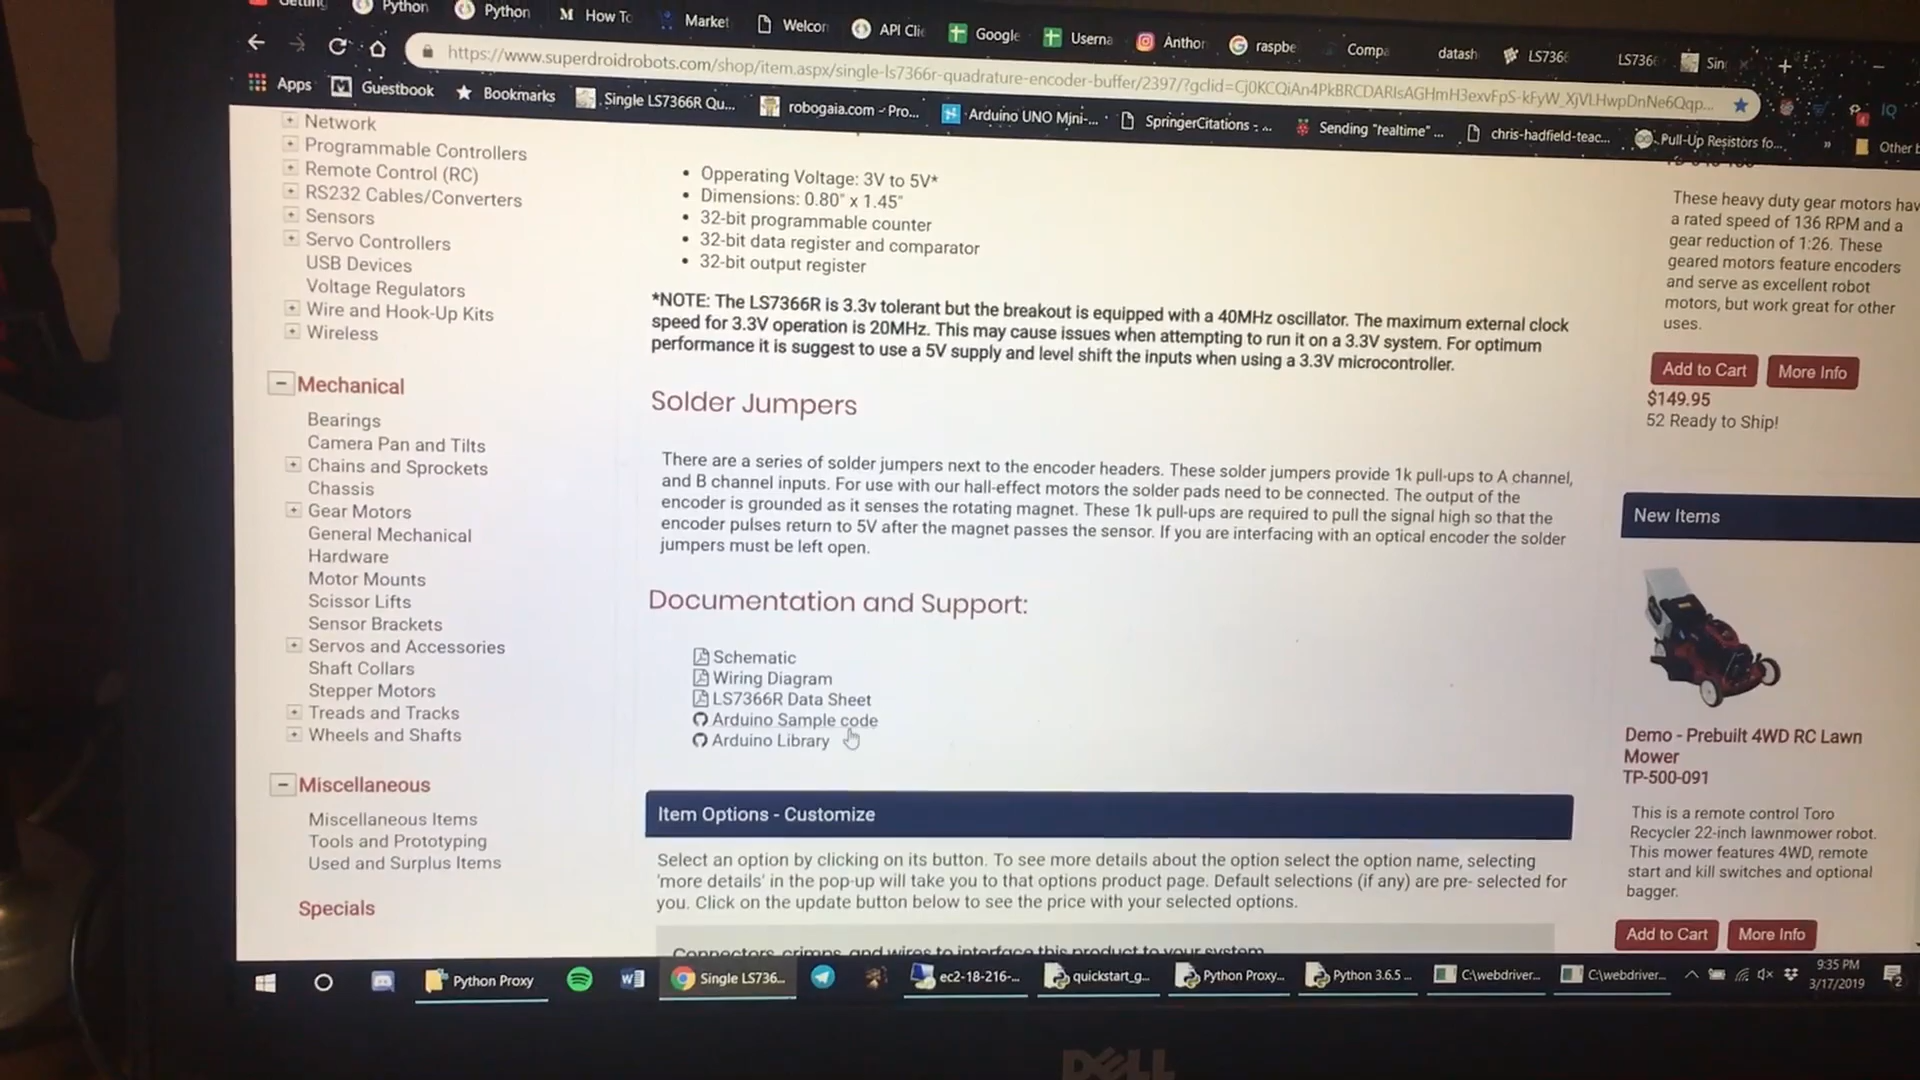 Python
Python
How To
Market
Welcon
API Clie
Google
Userna
Anthor
raspbe
Compa
datash
LS7366
LS7366
Sin
https://www.superdroidrobots.com/shop/item.aspx/single-ls7366r-quadrature-encoder-buffer/2397/?gclid=Cj0KCQiAn4PkBRCDARIsAGHmH3exvFpS-kFyW_XjVLHwpDnNe6Qqp...
Apps
Guestbook
Bookmarks
Single LS7366R Qu...
robogaia.com - Pro...
Arduino UNO Mjni-...
SpringerCitations - ...
Sending "realtime" ...
chris-hadfield-teac...
Pull-Up Resistors fo...
»
Other b
Network
Programmable Controllers
Remote Control (RC)
RS232 Cables/Converters
Sensors
Servo Controllers
USB Devices
Voltage Regulators
Wire and Hook-Up Kits
Wireless
Mechanical
Bearings
Camera Pan and Tilts
Chains and Sprockets
Chassis
Gear Motors
General Mechanical
Hardware
Motor Mounts
Scissor Lifts
Sensor Brackets
Servos and Accessories
Shaft Collars
Stepper Motors
Treads and Tracks
Wheels and Shafts
Miscellaneous
Miscellaneous Items
Tools and Prototyping
Used and Surplus Items
Specials
• Opperating Voltage: 3V to 5V*
• Dimensions: 0.80" x 1.45"
• 32-bit programmable counter
• 32-bit data register and comparator
• 32-bit output register
*NOTE: The LS7366R is 3.3v tolerant but the breakout is equipped with a 40MHz oscillator. The maximum external clock
speed for 3.3V operation is 20MHz. This may cause issues when attempting to run it on a 3.3V system. For optimum
performance it is suggest to use a 5V supply and level shift the inputs when using a 3.3V microcontroller.
Solder Jumpers
There are a series of solder jumpers next to the encoder headers. These solder jumpers provide 1k pull-ups to A channel,
and B channel inputs. For use with our hall-effect motors the solder pads need to be connected. The output of the
encoder is grounded as it senses the rotating magnet. These 1k pull-ups are required to pull the signal high so that the
encoder pulses return to 5V after the magnet passes the sensor. If you are interfacing with an optical encoder the solder
jumpers must be left open.
Documentation and Support:
Schematic
Wiring Diagram
LS7366R Data Sheet
Arduino Sample code
Arduino Library
Item Options - Customize
Select an option by clicking on its button. To see more details about the option select the option name, selecting
'more details' in the pop-up will take you to that options product page. Default selections (if any) are pre- selected for
you. Click on the update button below to see the price with your selected options.
Connectors, crimps, and wires to interface this product to your system
These heavy duty gear motors hav
a rated speed of 136 RPM and a
gear reduction of 1:26. These
geared motors feature encoders
and serve as excellent robot
motors, but work great for other
uses.
Add to Cart
More Info
$149.95
52 Ready to Ship!
New Items
Demo - Prebuilt 4WD RC Lawn
Mower
TP-500-091
This is a remote control Toro
Recycler 22-inch lawnmower robot.
This mower features 4WD, remote
start and kill switches and optional
bagger.
Add to Cart
More Info
Python Proxy
Single LS736...
ec2-18-216-...
quickstart_g...
Python Proxy...
Python 3.6.5 ...
C:\webdriver...
C:\webdriver...
9:35 PM
3/17/2019
2
DELL